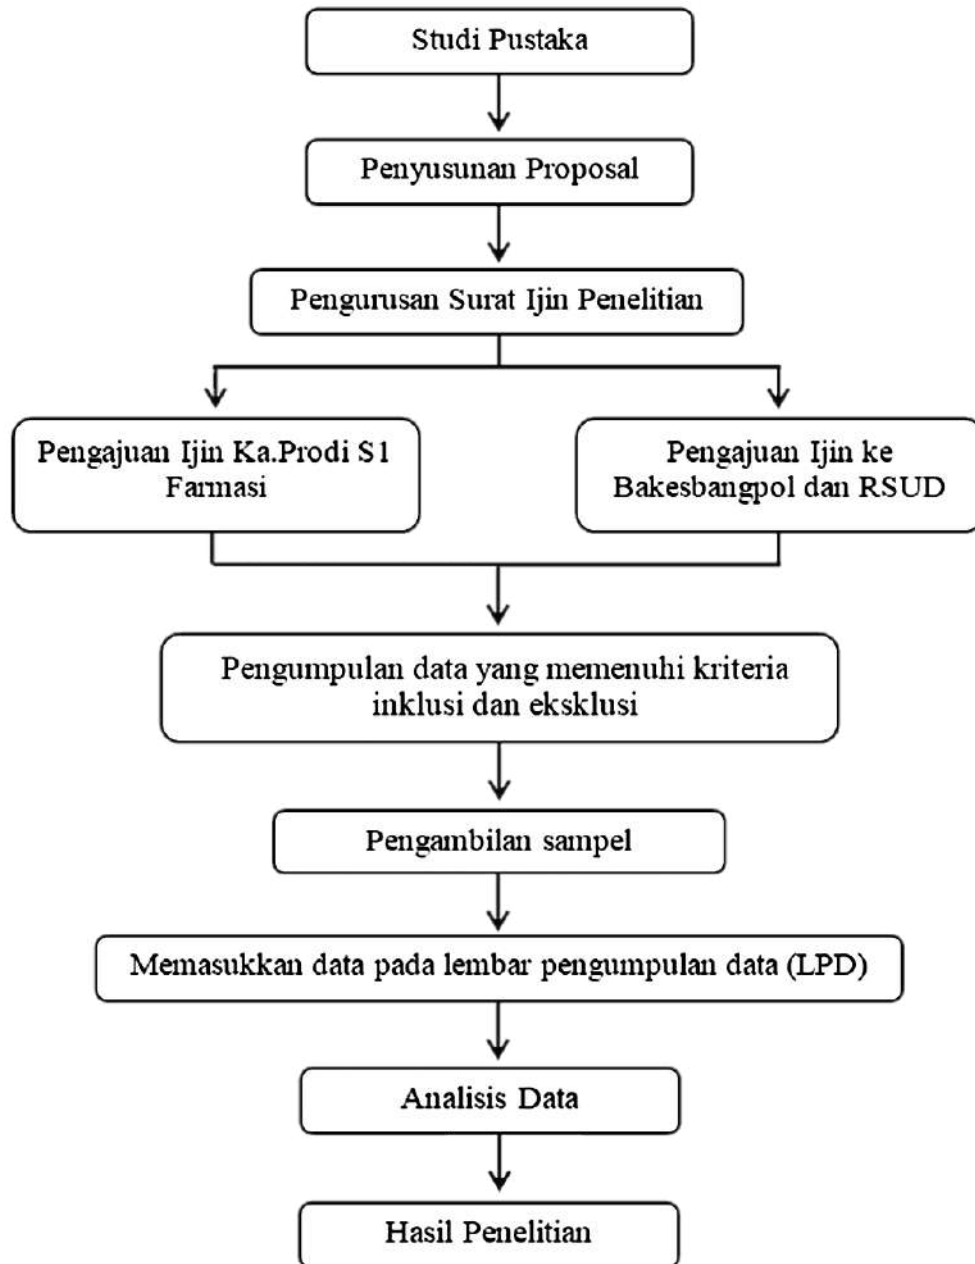 Studi Pustaka
Penyusunan Proposal
Pengurusan Surat Ijin Penelitian
Pengajuan Ijin Ka.Prodi S1
Farmasi
Pengajuan Ijin ke
Bakesbangpol dan RSUD
Pengumpulan data yang memenuhi kriteria
inklusi dan eksklusi
Pengambilan sampel
Memasukkan data pada lembar pengumpulan data (LPD)
Analisis Data
Hasil Penelitian